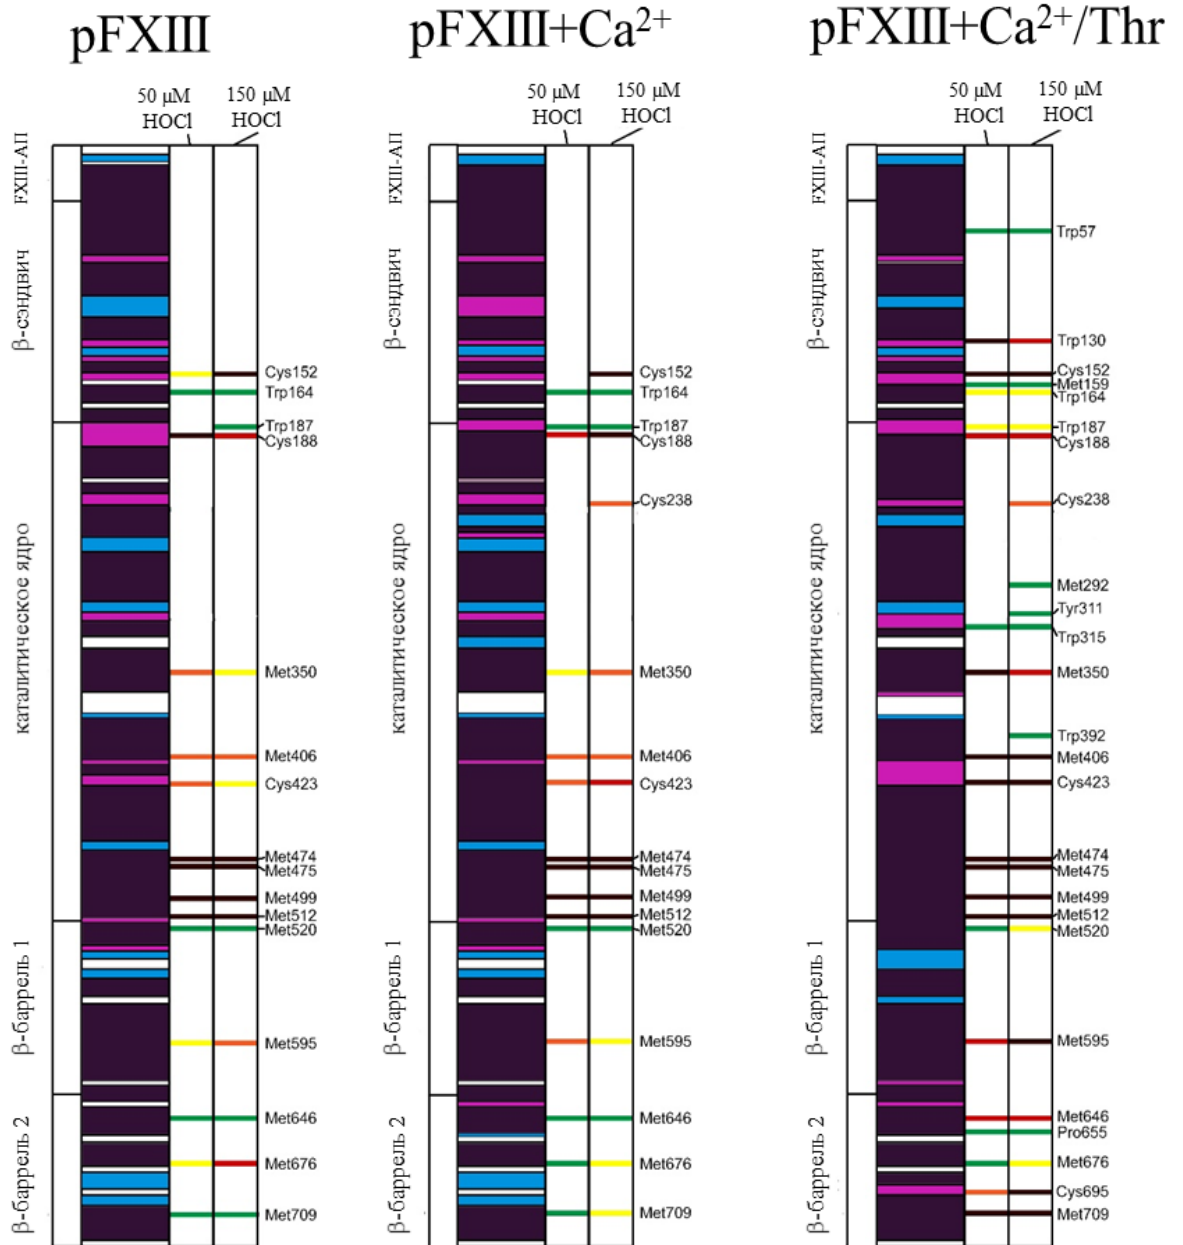 pFXIII
50 µM
HOCl
150 µM
HOCl
FXIII-АП
β-сэндвич
каталитическое ядро
β-баррель 1
β-баррель 2
Cys152
Trp164
Trp187
Cys188
Met350
Met406
Cys423
Met474
Met475
Met499
Met512
Met520
Met595
Met646
Met676
Met709
pFXIII+Ca²⁺
50 µM
HOCl
150 µM
HOCl
FXIII-АП
β-сэндвич
каталитическое ядро
β-баррель 1
β-баррель 2
Cys152
Trp164
Trp187
Cys188
Cys238
Met350
Met406
Cys423
Met474
Met475
Met499
Met512
Met520
Met595
Met646
Met676
Met709
pFXIII+Ca²⁺/Thr
50 µM
HOCl
150 µM
HOCl
FXIII-АП
β-сэндвич
каталитическое ядро
β-баррель 1
β-баррель 2
Trp57
Trp130
Cys152
Met159
Trp164
Trp187
Cys188
Cys238
Met292
Tyr311
Trp315
Met350
Trp392
Met406
Cys423
Met474
Met475
Met499
Met512
Met520
Met595
Met646
Pro655
Met676
Cys695
Met709